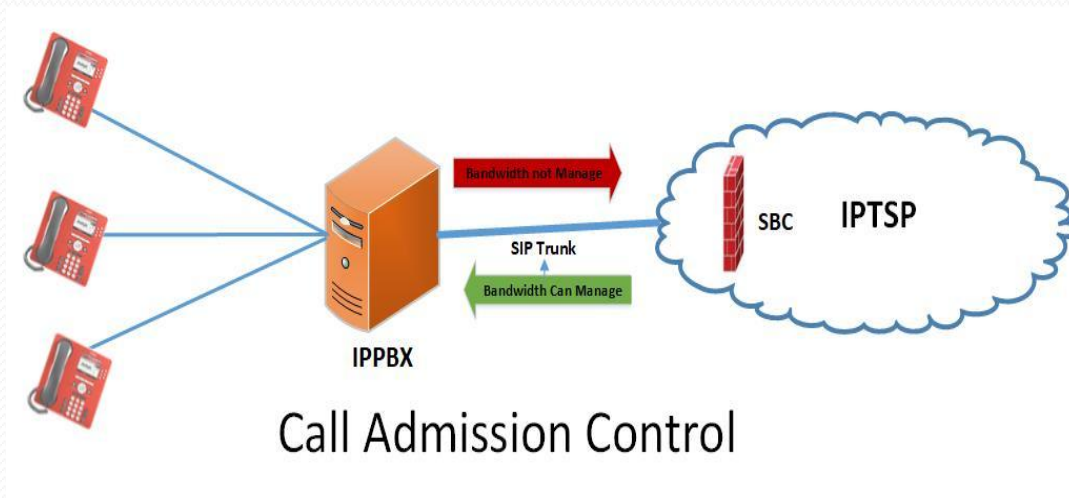 Bandwidth not Manage
SBC
IPTSP
SIP Trunk
Bandwidth Can Manage
IPPBX
Call Admission Control